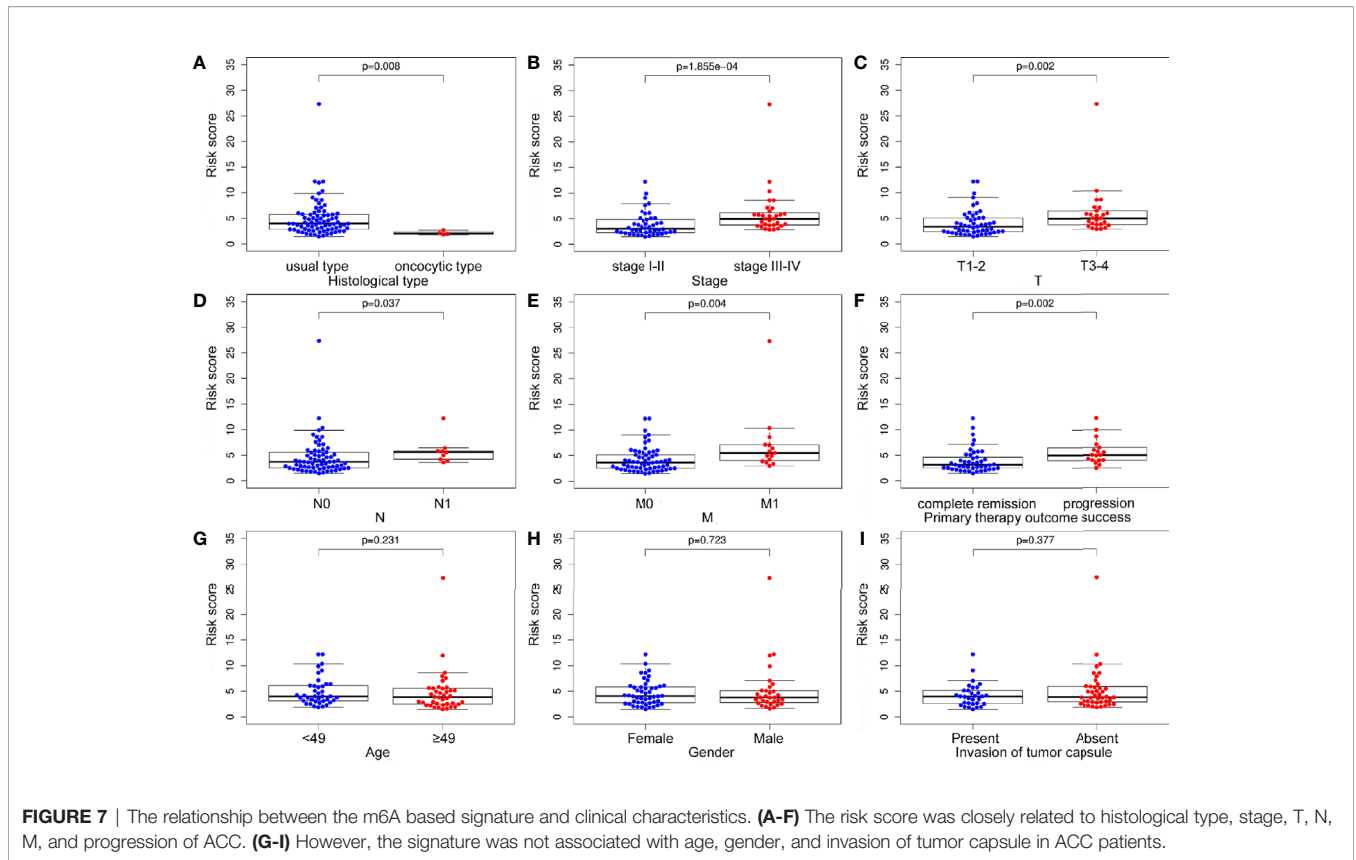 A
p=0.008
Risk score
35
30
25
20
15
10
5
0
usual type oncocytic type
Histological type
B
p=1.855e−04
Risk score
35
30
25
20
15
10
5
0
stage I-II stage III-IV
Stage
C
p=0.002
Risk score
35
30
25
20
15
10
5
0
T1-2 T3-4
T
D
p=0.037
Risk score
35
30
25
20
15
10
5
0
N0 N1
N
E
p=0.004
Risk score
35
30
25
20
15
10
5
0
M0 M1
M
F
p=0.002
Risk score
35
30
25
20
15
10
5
0
complete remission progression
Primary therapy outcome success
G
p=0.231
Risk score
35
30
25
20
15
10
5
0
<49 ≥49
Age
H
p=0.723
Risk score
35
30
25
20
15
10
5
0
Female Male
Gender
I
p=0.377
Risk score
35
30
25
20
15
10
5
0
Present Absent
Invasion of tumor capsule
FIGURE 7 | The relationship between the m6A based signature and clinical characteristics. (A-F) The risk score was closely related to histological type, stage, T, N,
M, and progression of ACC. (G-I) However, the signature was not associated with age, gender, and invasion of tumor capsule in ACC patients.